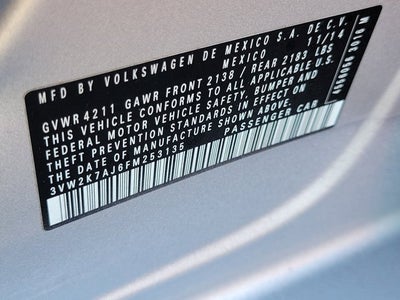 MFD BY VOLKSWAGEN DE MEXICO S.A. DE C.V.
MEXICO 11/14
GVWR 4211 GAWR FRONT 2138 / REAR 2183 LBS
THIS VEHICLE CONFORMS TO ALL APPLICABLE U.S.
FEDERAL MOTOR VEHICLE SAFETY, BUMPER AND
THEFT PREVENTION STANDARDS IN EFFECT ON
THE DATE OF MANUFACTURE SHOWN ABOVE.
3VW2K7AJ6FM253135 PASSENGER CAR